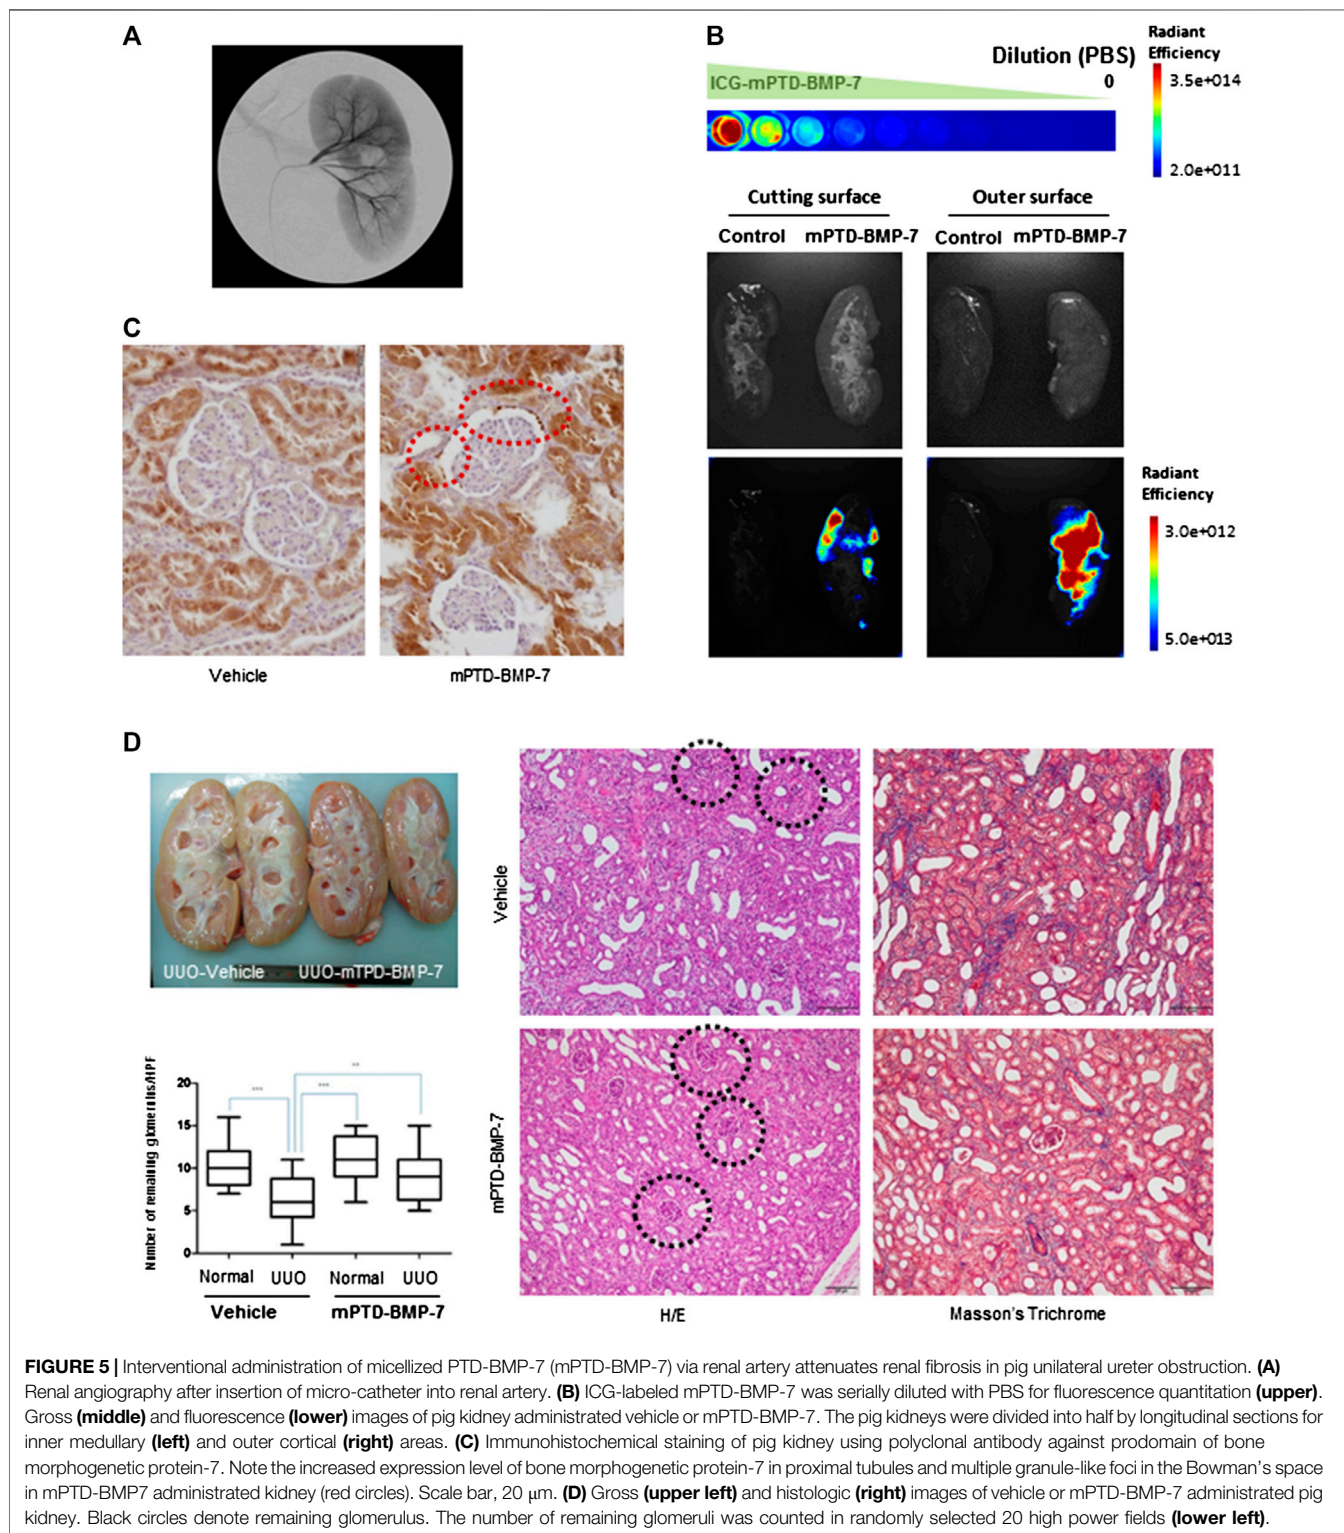 A
B
Dilution (PBS)
0
ICG-mPTD-BMP-7
Radiant
Efficiency
3.5e+014
2.0e+011
Cutting surface
Outer surface
Control
mPTD-BMP-7
Control
mPTD-BMP-7
Radiant
Efficiency
3.0e+012
5.0e+013
C
Vehicle
mPTD-BMP-7
D
UUO-Vehicle
UUO-mTPD-BMP-7
Number of remaining glomerulus/HPF
20
15
10
5
0
***
***
**
Normal
UUO
Normal
UUO
Vehicle
mPTD-BMP-7
Vehicle
mPTD-BMP-7
H/E
Masson's Trichrome
FIGURE 5 | Interventional administration of micellized PTD-BMP-7 (mPTD-BMP-7) via renal artery attenuates renal fibrosis in pig unilateral ureter obstruction. (A)
Renal angiography after insertion of micro-catheter into renal artery. (B) ICG-labeled mPTD-BMP-7 was serially diluted with PBS for fluorescence quantitation (upper).
Gross (middle) and fluorescence (lower) images of pig kidney administrated vehicle or mPTD-BMP-7. The pig kidneys were divided into half by longitudinal sections for
inner medullary (left) and outer cortical (right) areas. (C) Immunohistochemical staining of pig kidney using polyclonal antibody against prodomain of bone
morphogenetic protein-7. Note the increased expression level of bone morphogenetic protein-7 in proximal tubules and multiple granule-like foci in the Bowman's space
in mPTD-BMP7 administrated kidney (red circles). Scale bar, 20 μm. (D) Gross (upper left) and histologic (right) images of vehicle or mPTD-BMP-7 administrated pig
kidney. Black circles denote remaining glomerulus. The number of remaining glomeruli was counted in randomly selected 20 high power fields (lower left).